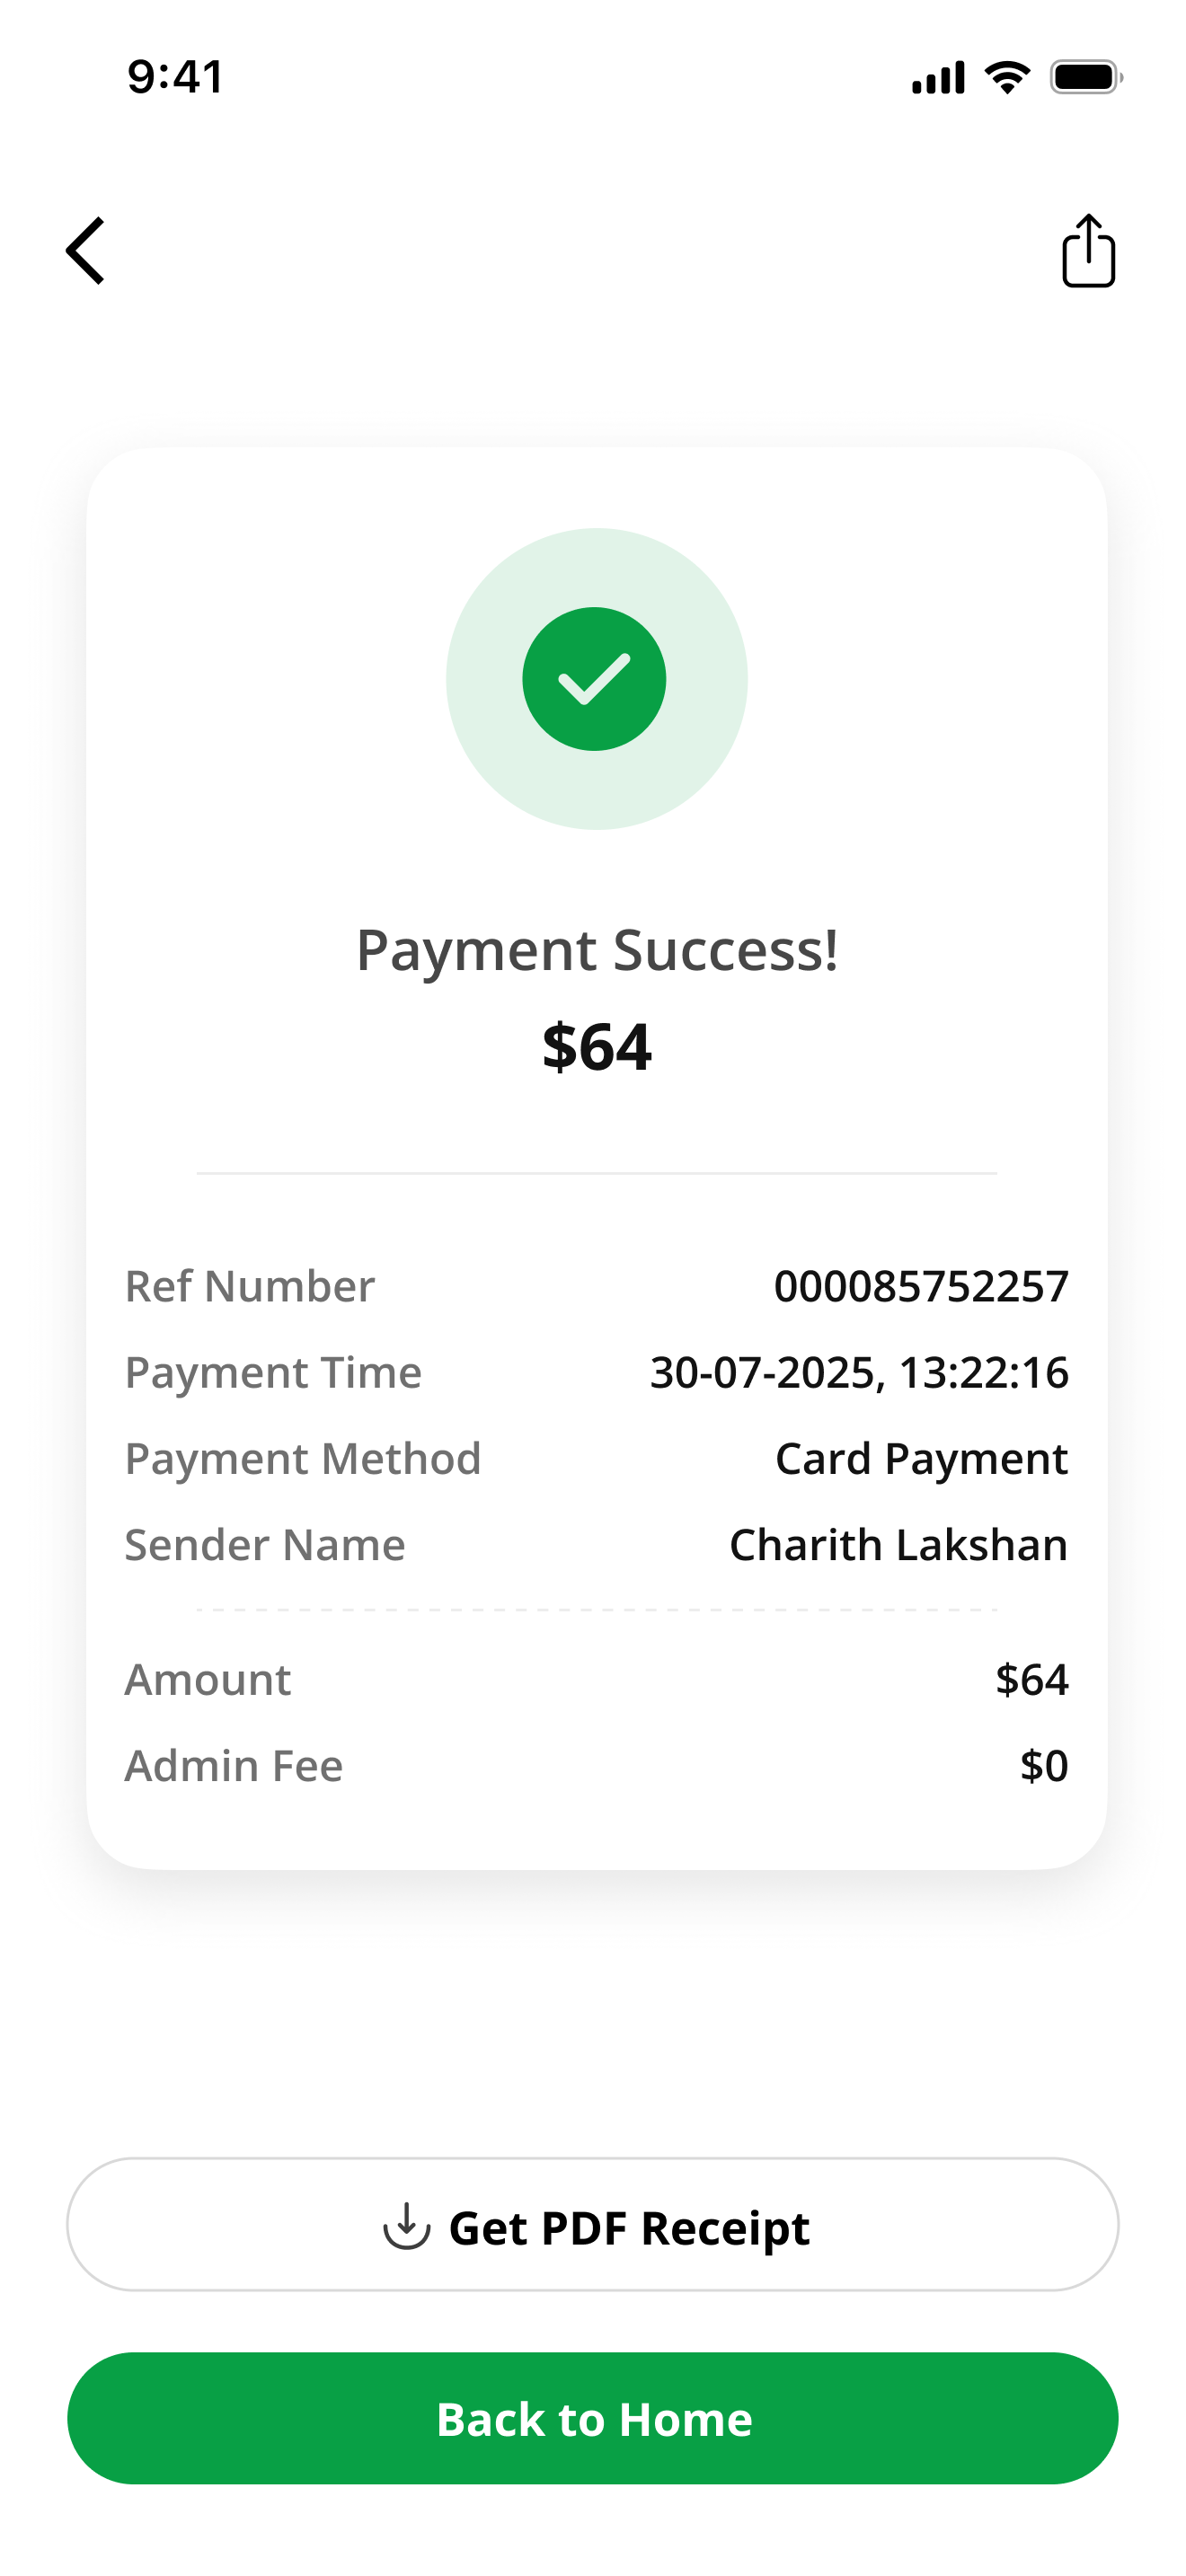 9:41
Payment Success!
$64
Ref Number 000085752257
Payment Time 30-07-2025, 13:22:16
Payment Method Card Payment
Sender Name Charith Lakshan
Amount $64
Admin Fee $0
Get PDF Receipt
Back to Home